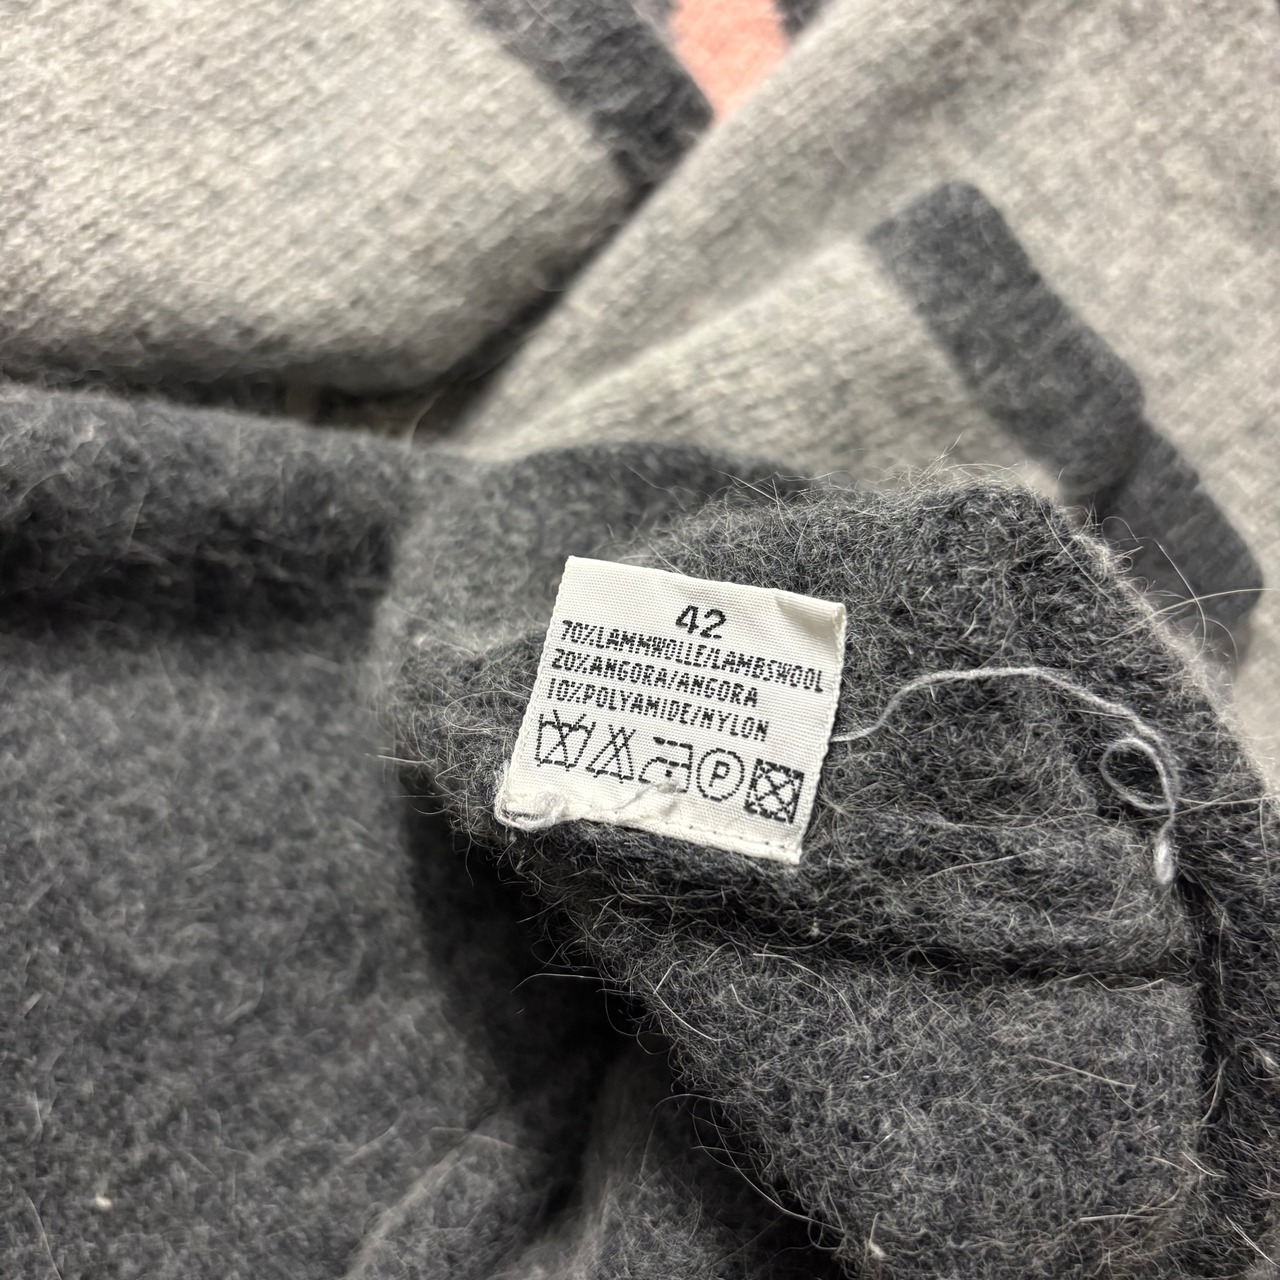 42
70%LAMMWOLLE/LAMBSWOOL
20%ANGORA/ANGORA
10%POLYAMIDE/NYLON
P